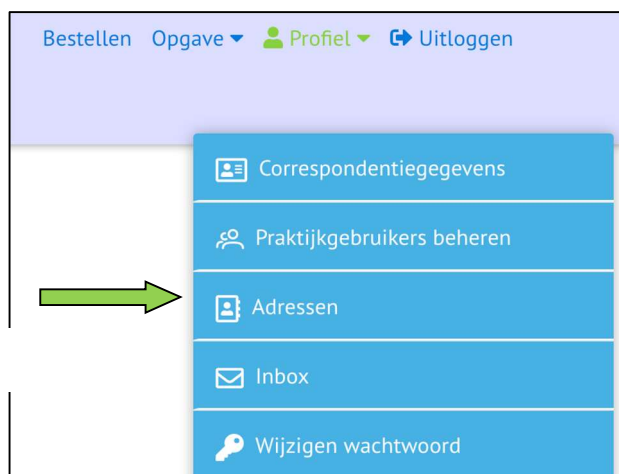 Bestellen Opgave Profiel Uitloggen
Correspondentiegegevens
Praktijkgebruikers beheren
Adressen
Inbox
Wijzigen wachtwoord